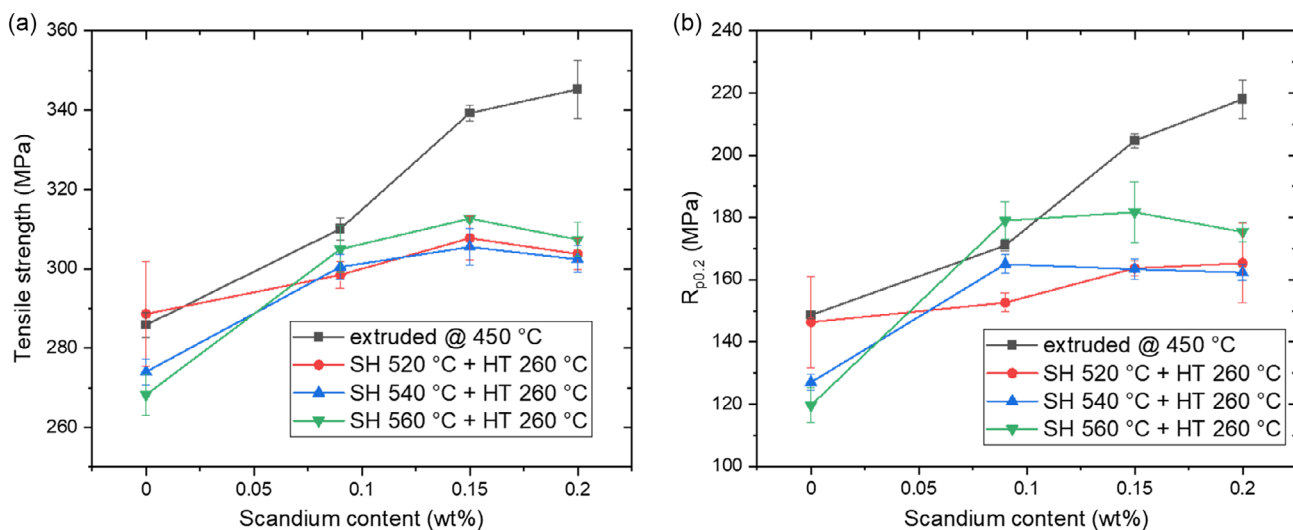 (a)
Tensile strength (MPa)
360
340
320
300
280
260
0
0.05
0.1
0.15
0.2
Scandium content (wt%)
extruded @ 450 °C
SH 520 °C + HT 260 °C
SH 540 °C + HT 260 °C
SH 560 °C + HT 260 °C
(b)
Rp0.2 (MPa)
240
220
200
180
160
140
120
100
0
0.05
0.1
0.15
0.2
Scandium content (wt%)
extruded @ 450 °C
SH 520 °C + HT 260 °C
SH 540 °C + HT 260 °C
SH 560 °C + HT 260 °C